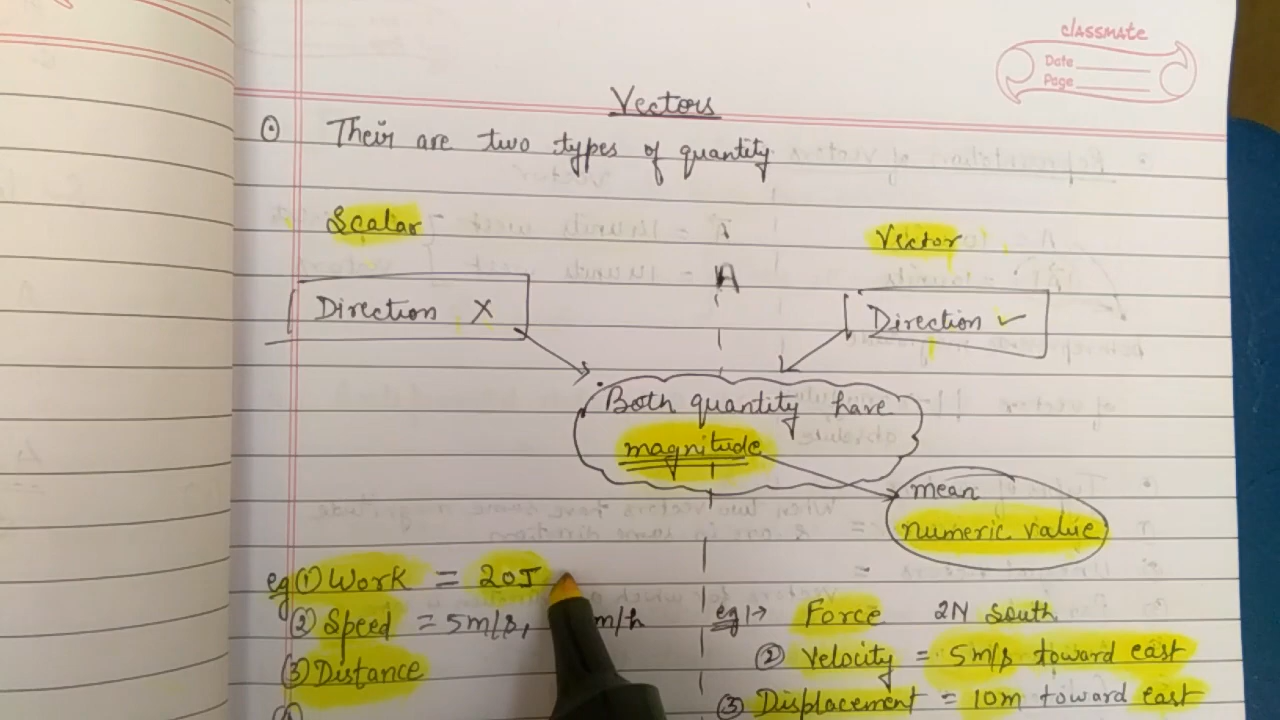 classmate
Date
Page
Vectors
Their are two types of quantity
Scalar
Vector
A
Direction X
Direction ✓
Both quantity have
magnitude
mean
numeric value
eg ① Work = 20J
② Speed = 5m/s, m/h
③ Distance
eg 1→ Force 2N South
② Velocity = 5m/s toward east
③ Displacement = 10m toward east